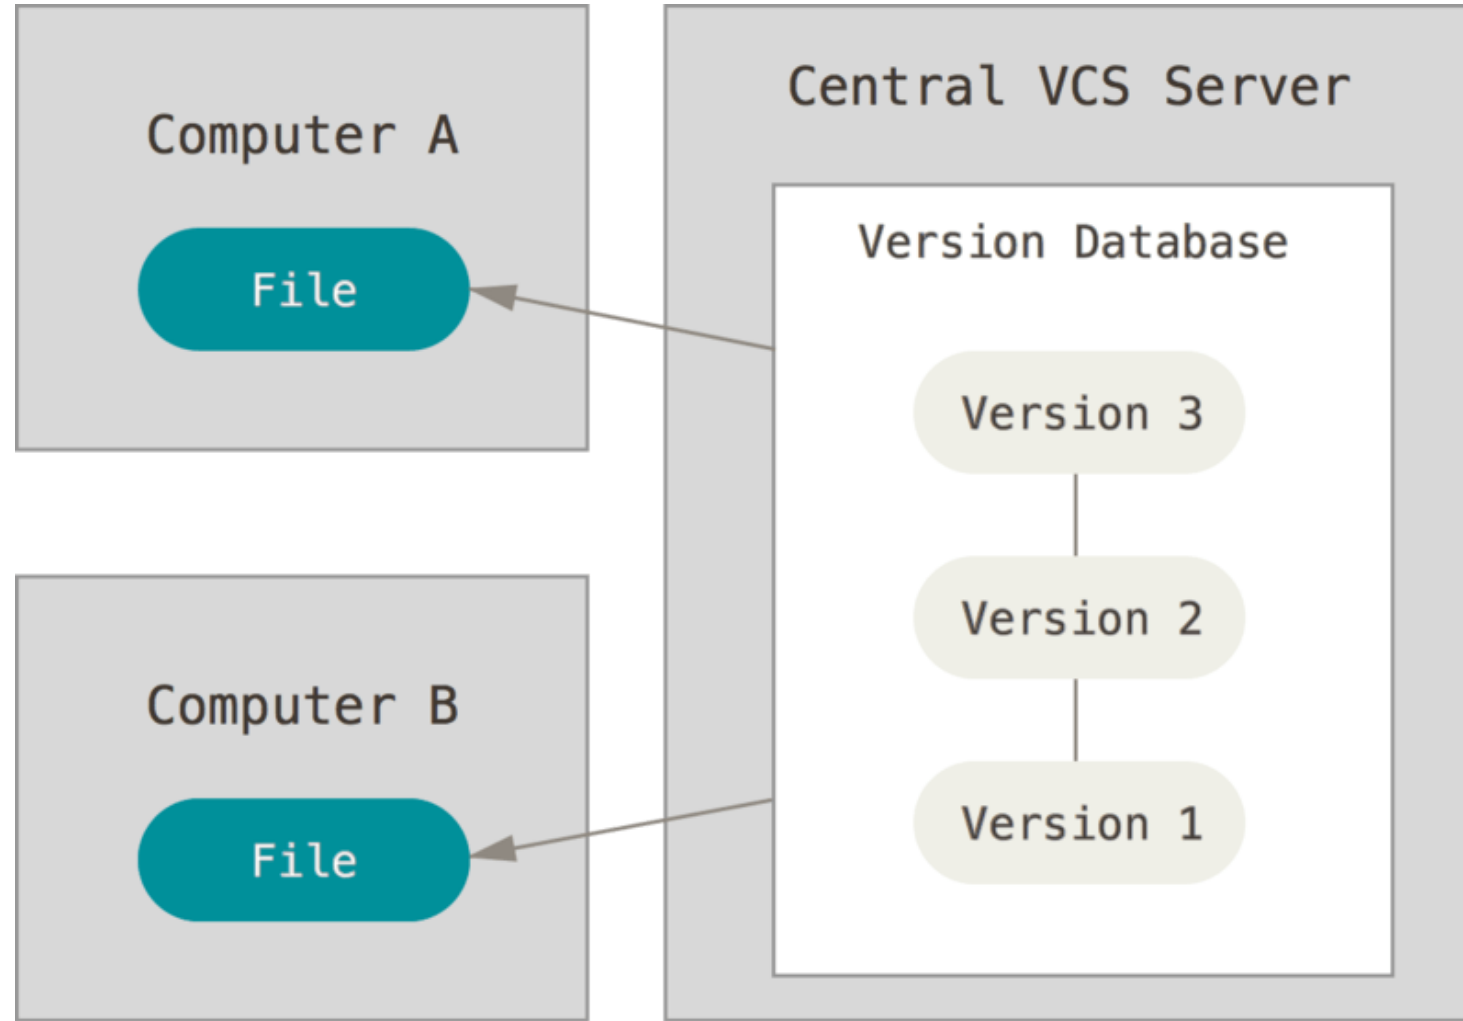 Computer A
File
Computer B
File
Central VCS Server
Version Database
Version 3
Version 2
Version 1